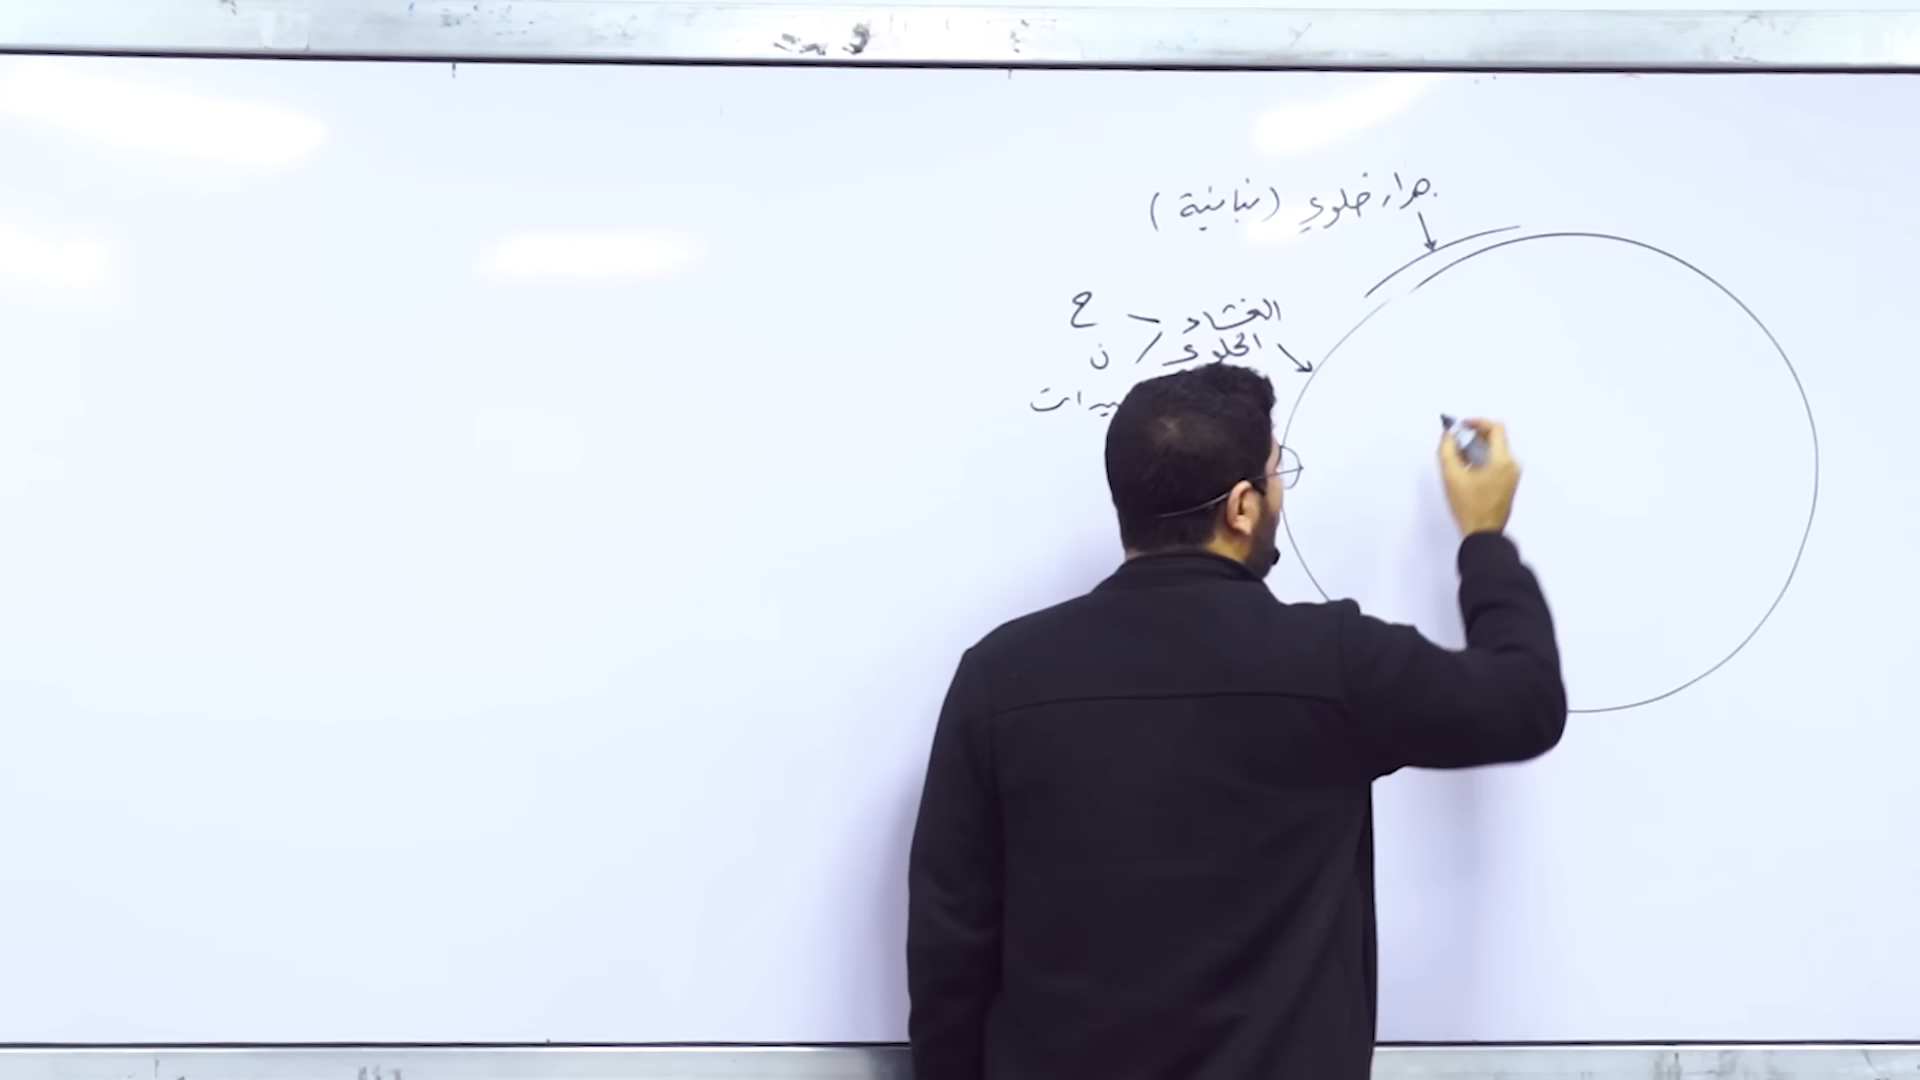 جدار خلوي (نباتية)
الغشاء
الخلوي
ح
ن